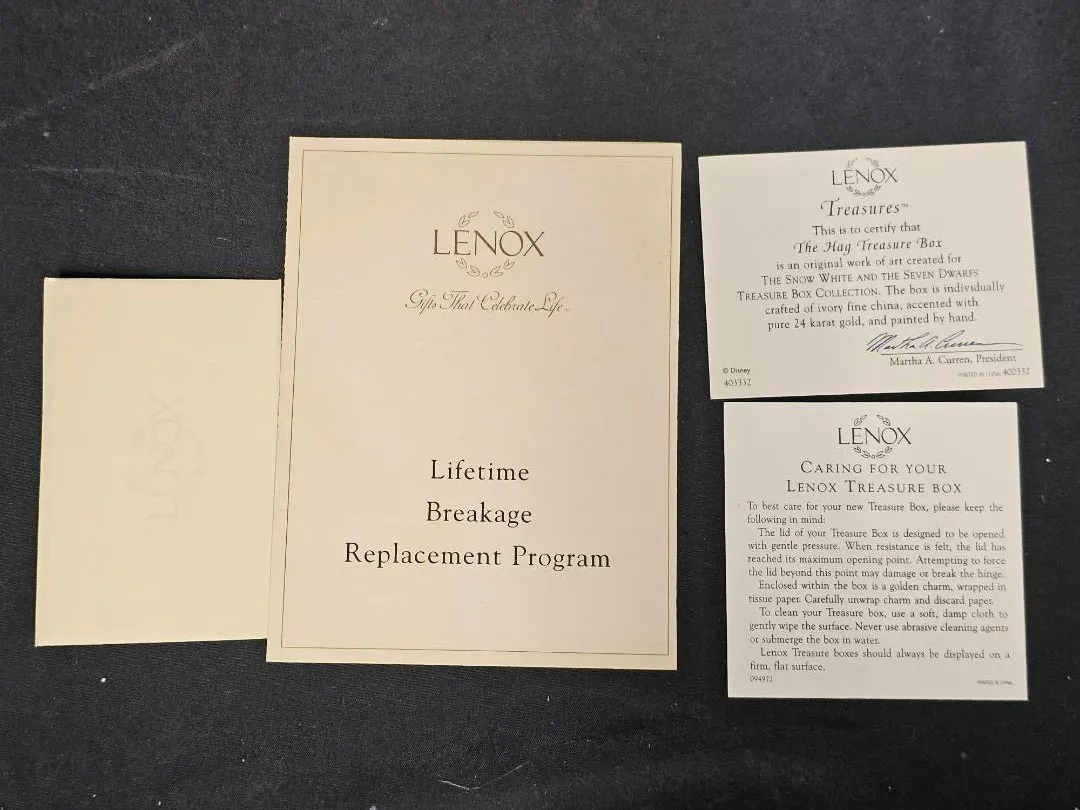 LENOX
LENOX
Gifts That Celebrate Life...
Lifetime
Breakage
Replacement Program
LENOX
Treasures™
This is to certify that
The Hag Treasure Box
is an original work of art created for
THE SNOW WHITE AND THE SEVEN DWARFS
TREASURE BOX COLLECTION. The box is individually
crafted of ivory fine china, accented with
pure 24 karat gold, and painted by hand.
Martha A. Curren
Martha A. Curren, President
© Disney
403332
PRINTED IN CHINA 400332
LENOX
CARING FOR YOUR
LENOX TREASURE BOX
To best care for your new Treasure Box, please keep the
following in mind:
The lid of your Treasure Box is designed to be opened
with gentle pressure. When resistance is felt, the lid has
reached its maximum opening point. Attempting to force
the lid beyond this point may damage or break the hinge.
Enclosed within the box is a golden charm, wrapped in
tissue paper. Carefully unwrap charm and discard paper.
To clean your Treasure box, use a soft, damp cloth to
gently wipe the surface. Never use abrasive cleaning agents
or submerge the box in water.
Lenox Treasure boxes should always be displayed on a
firm, flat surface.
094972
PRINTED IN CHINA